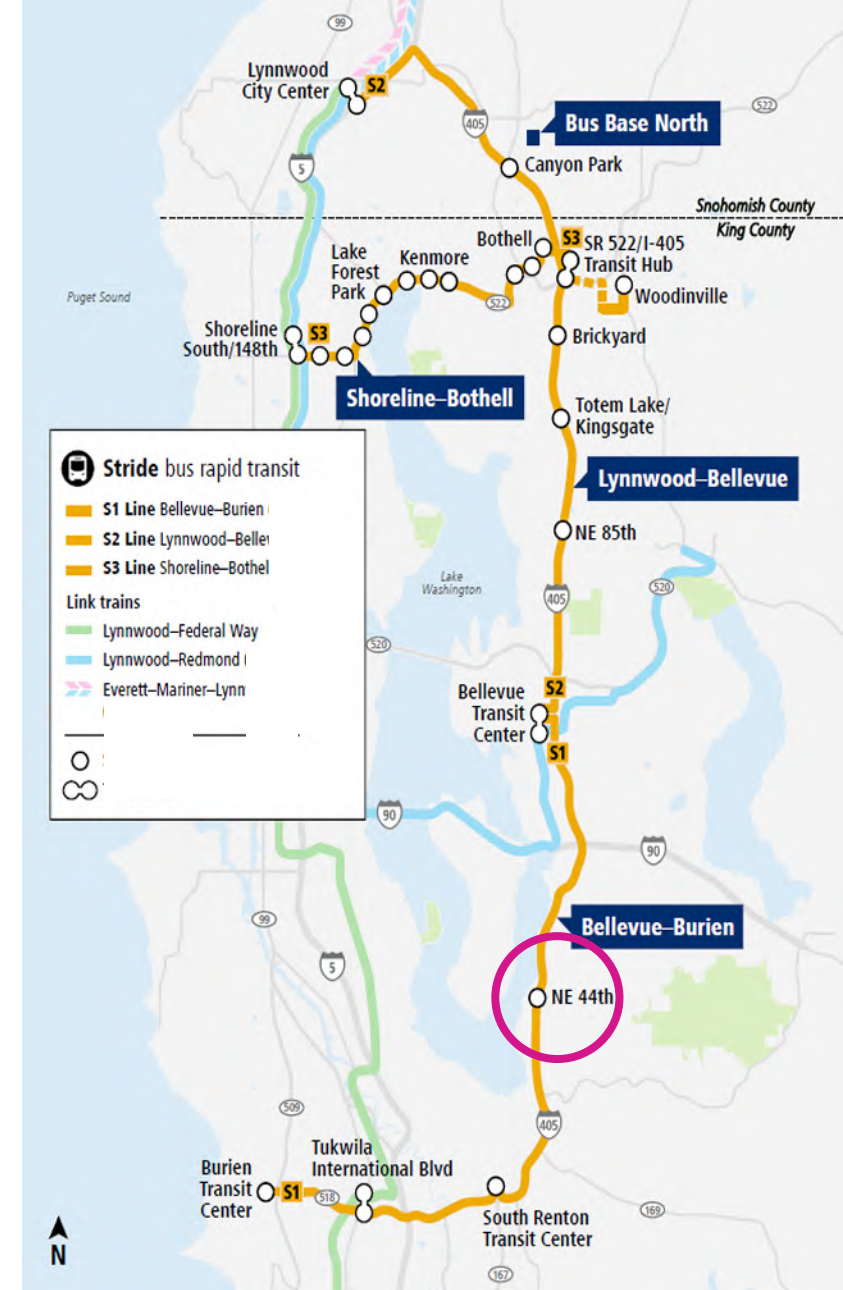 99
Lynnwood
City Center
S2
405
522
Bus Base North
Canyon Park
5
Snohomish County
King County
Bothell
S3
SR 522/I-405
Transit Hub
Lake
Forest
Park
Kenmore
522
Woodinville
Puget Sound
Shoreline
South/148th
S3
Brickyard
Shoreline–Bothell
Totem Lake/
Kingsgate
Stride bus rapid transit
S1 Line Bellevue–Burien
S2 Line Lynnwood–Bellev
S3 Line Shoreline–Bothel
Link trains
Lynnwood–Federal Way
Lynnwood–Redmond
Everett–Mariner–Lynn
Lynnwood–Bellevue
NE 85th
Lake
Washington
405
520
520
Bellevue
Transit
Center
S2
S1
90
90
99
Bellevue–Burien
5
NE 44th
509
405
Tukwila
International Blvd
Burien
Transit
Center
S1
518
South Renton
Transit Center
169
167
N